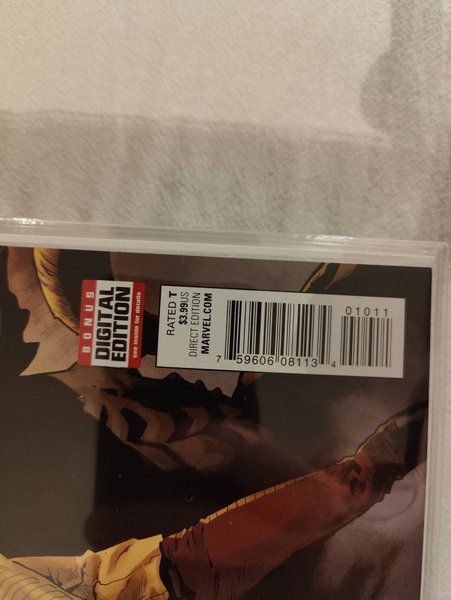 BONUS
DIGITAL
EDITION
see inside for details
RATED T
$3.99US
DIRECT EDITION
MARVEL.COM
7 59606 08113 4
01011